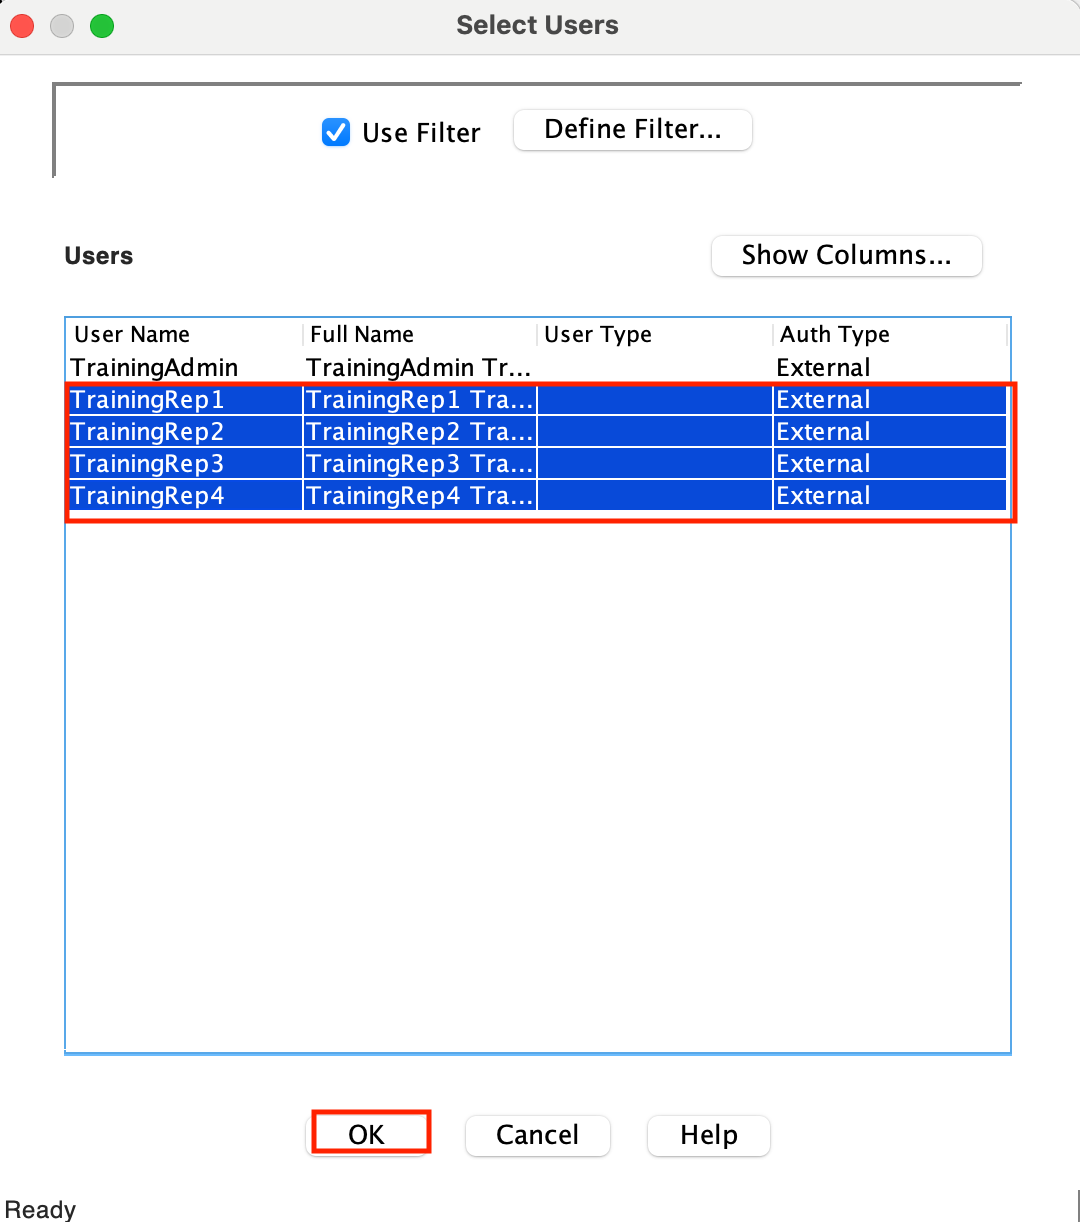 Select Users
Use Filter Define Filter...
Users Show Columns...
User Name Full Name User Type Auth Type
TrainingAdmin TrainingAdmin Tr... External
TrainingRep1 TrainingRep1 Tra... External
TrainingRep2 TrainingRep2 Tra... External
TrainingRep3 TrainingRep3 Tra... External
TrainingRep4 TrainingRep4 Tra... External
OK Cancel Help
Ready